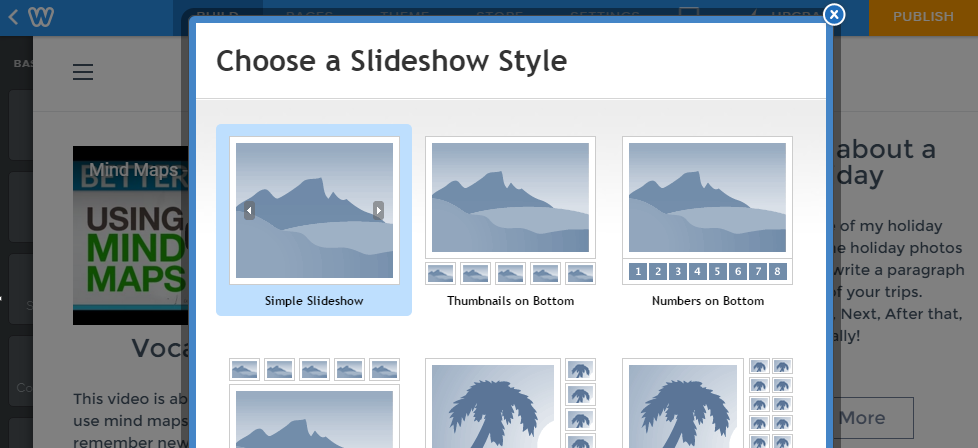 BUILD PAGES THEME STORE SETTINGS UPGRA
PUBLISH
BAS
Choose a Slideshow Style
Mind Maps -
BETTER
USING
MIND
MAPS
about a
day
Simple Slideshow
Thumbnails on Bottom
1 2 3 4 5 6 7 8
Numbers on Bottom
e of my holiday
e holiday photos
write a paragraph
of your trips.
. Next, After that,
ally!
Voca
This video is ab
use mind maps
remember new
More